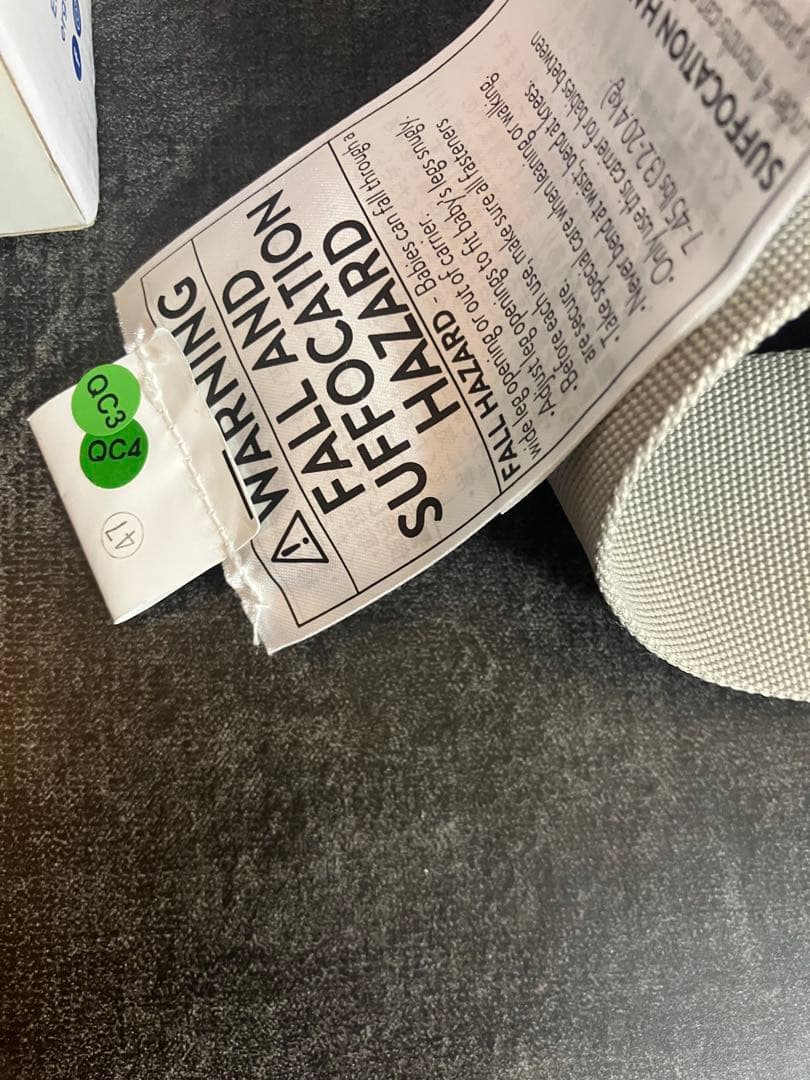 QC3
QC4
47
WARNING
FALL AND
SUFFOCATION
HAZARD
FALL HAZARD - Babies can fall through a
wide leg opening or out of carrier.
•Adjust leg openings to fit baby's legs snugly.
•Before each use, make sure all fasteners
are secure.
•Take special care when leaning or walking.
•Never bend at waist; bend at knees.
•Only use this carrier for babies between
7-45 lbs (3.2-20.4 kg)
SUFFOCATION
4 months